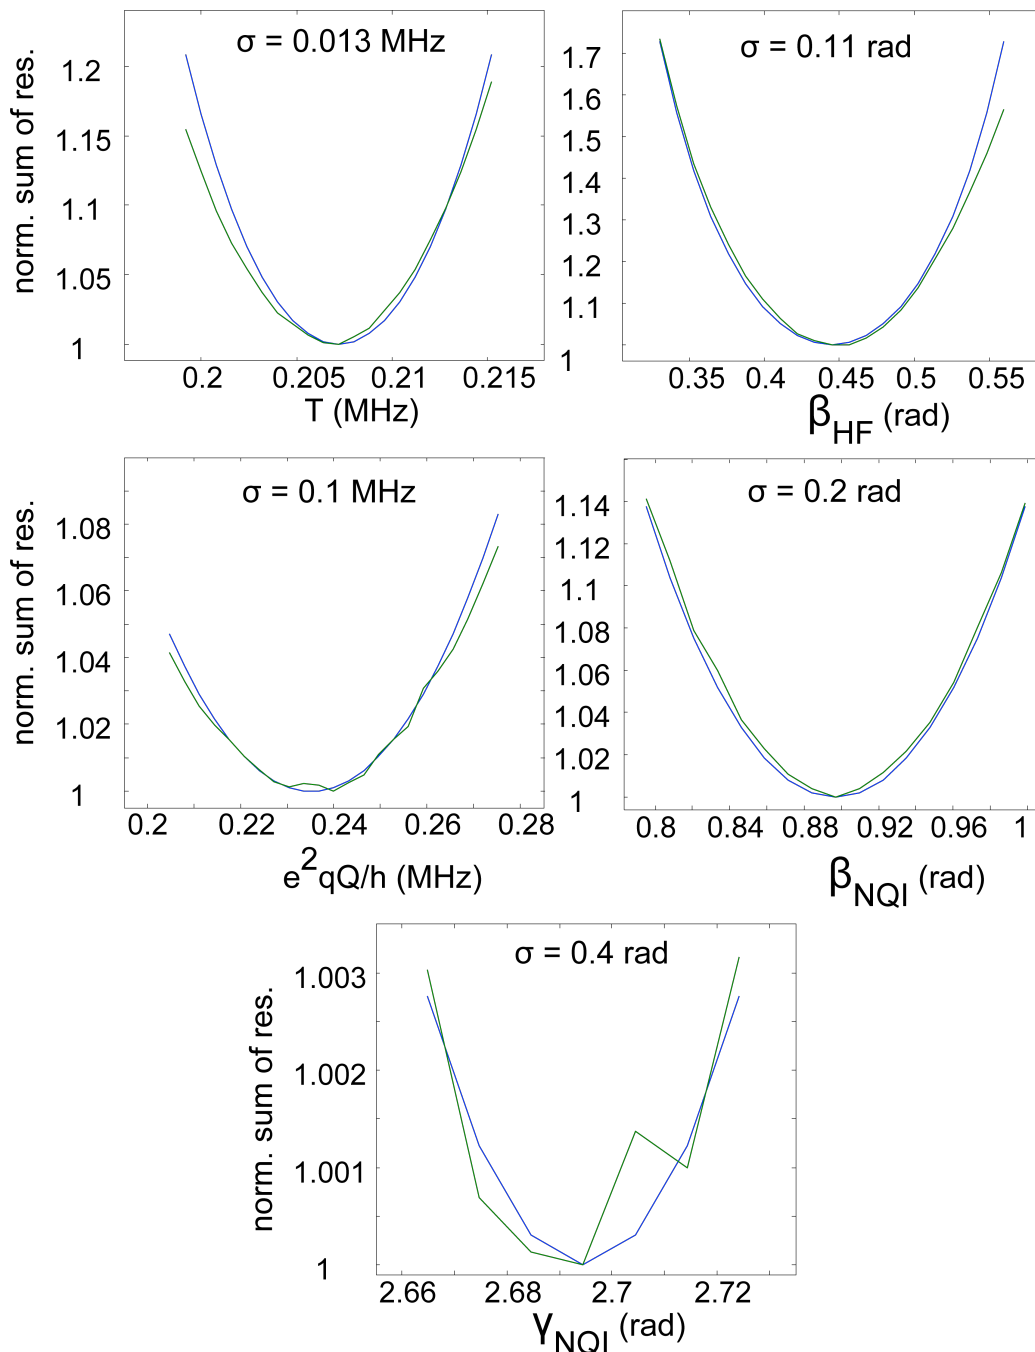 σ = 0.013 MHz
norm. sum of res.
1.2
1.15
1.1
1.05
1
0.2 0.205 0.21 0.215
T (MHz)
σ = 0.11 rad
1.7
1.6
1.5
1.4
1.3
1.2
1.1
1
0.35 0.4 0.45 0.5 0.55
β_HF (rad)
σ = 0.1 MHz
norm. sum of res.
1.08
1.06
1.04
1.02
1
0.2 0.22 0.24 0.26 0.28
e²qQ/h (MHz)
σ = 0.2 rad
1.14
1.1
1.08
1.06
1.04
1.02
1
0.8 0.84 0.88 0.92 0.96 1
β_NQI (rad)
σ = 0.4 rad
norm. sum of res.
1.003
1.002
1.001
1
2.66 2.68 2.7 2.72
γ_NQI (rad)